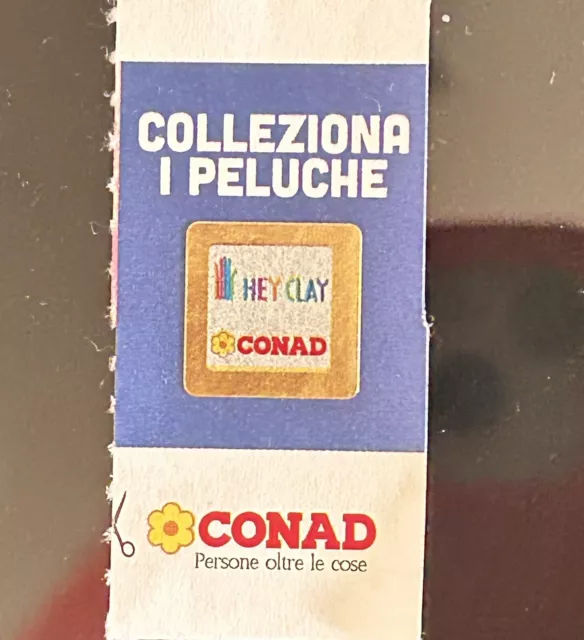 COLLEZIONA
I PELUCHE
HEY CLAY
CONAD
CONAD
Persone oltre le cose